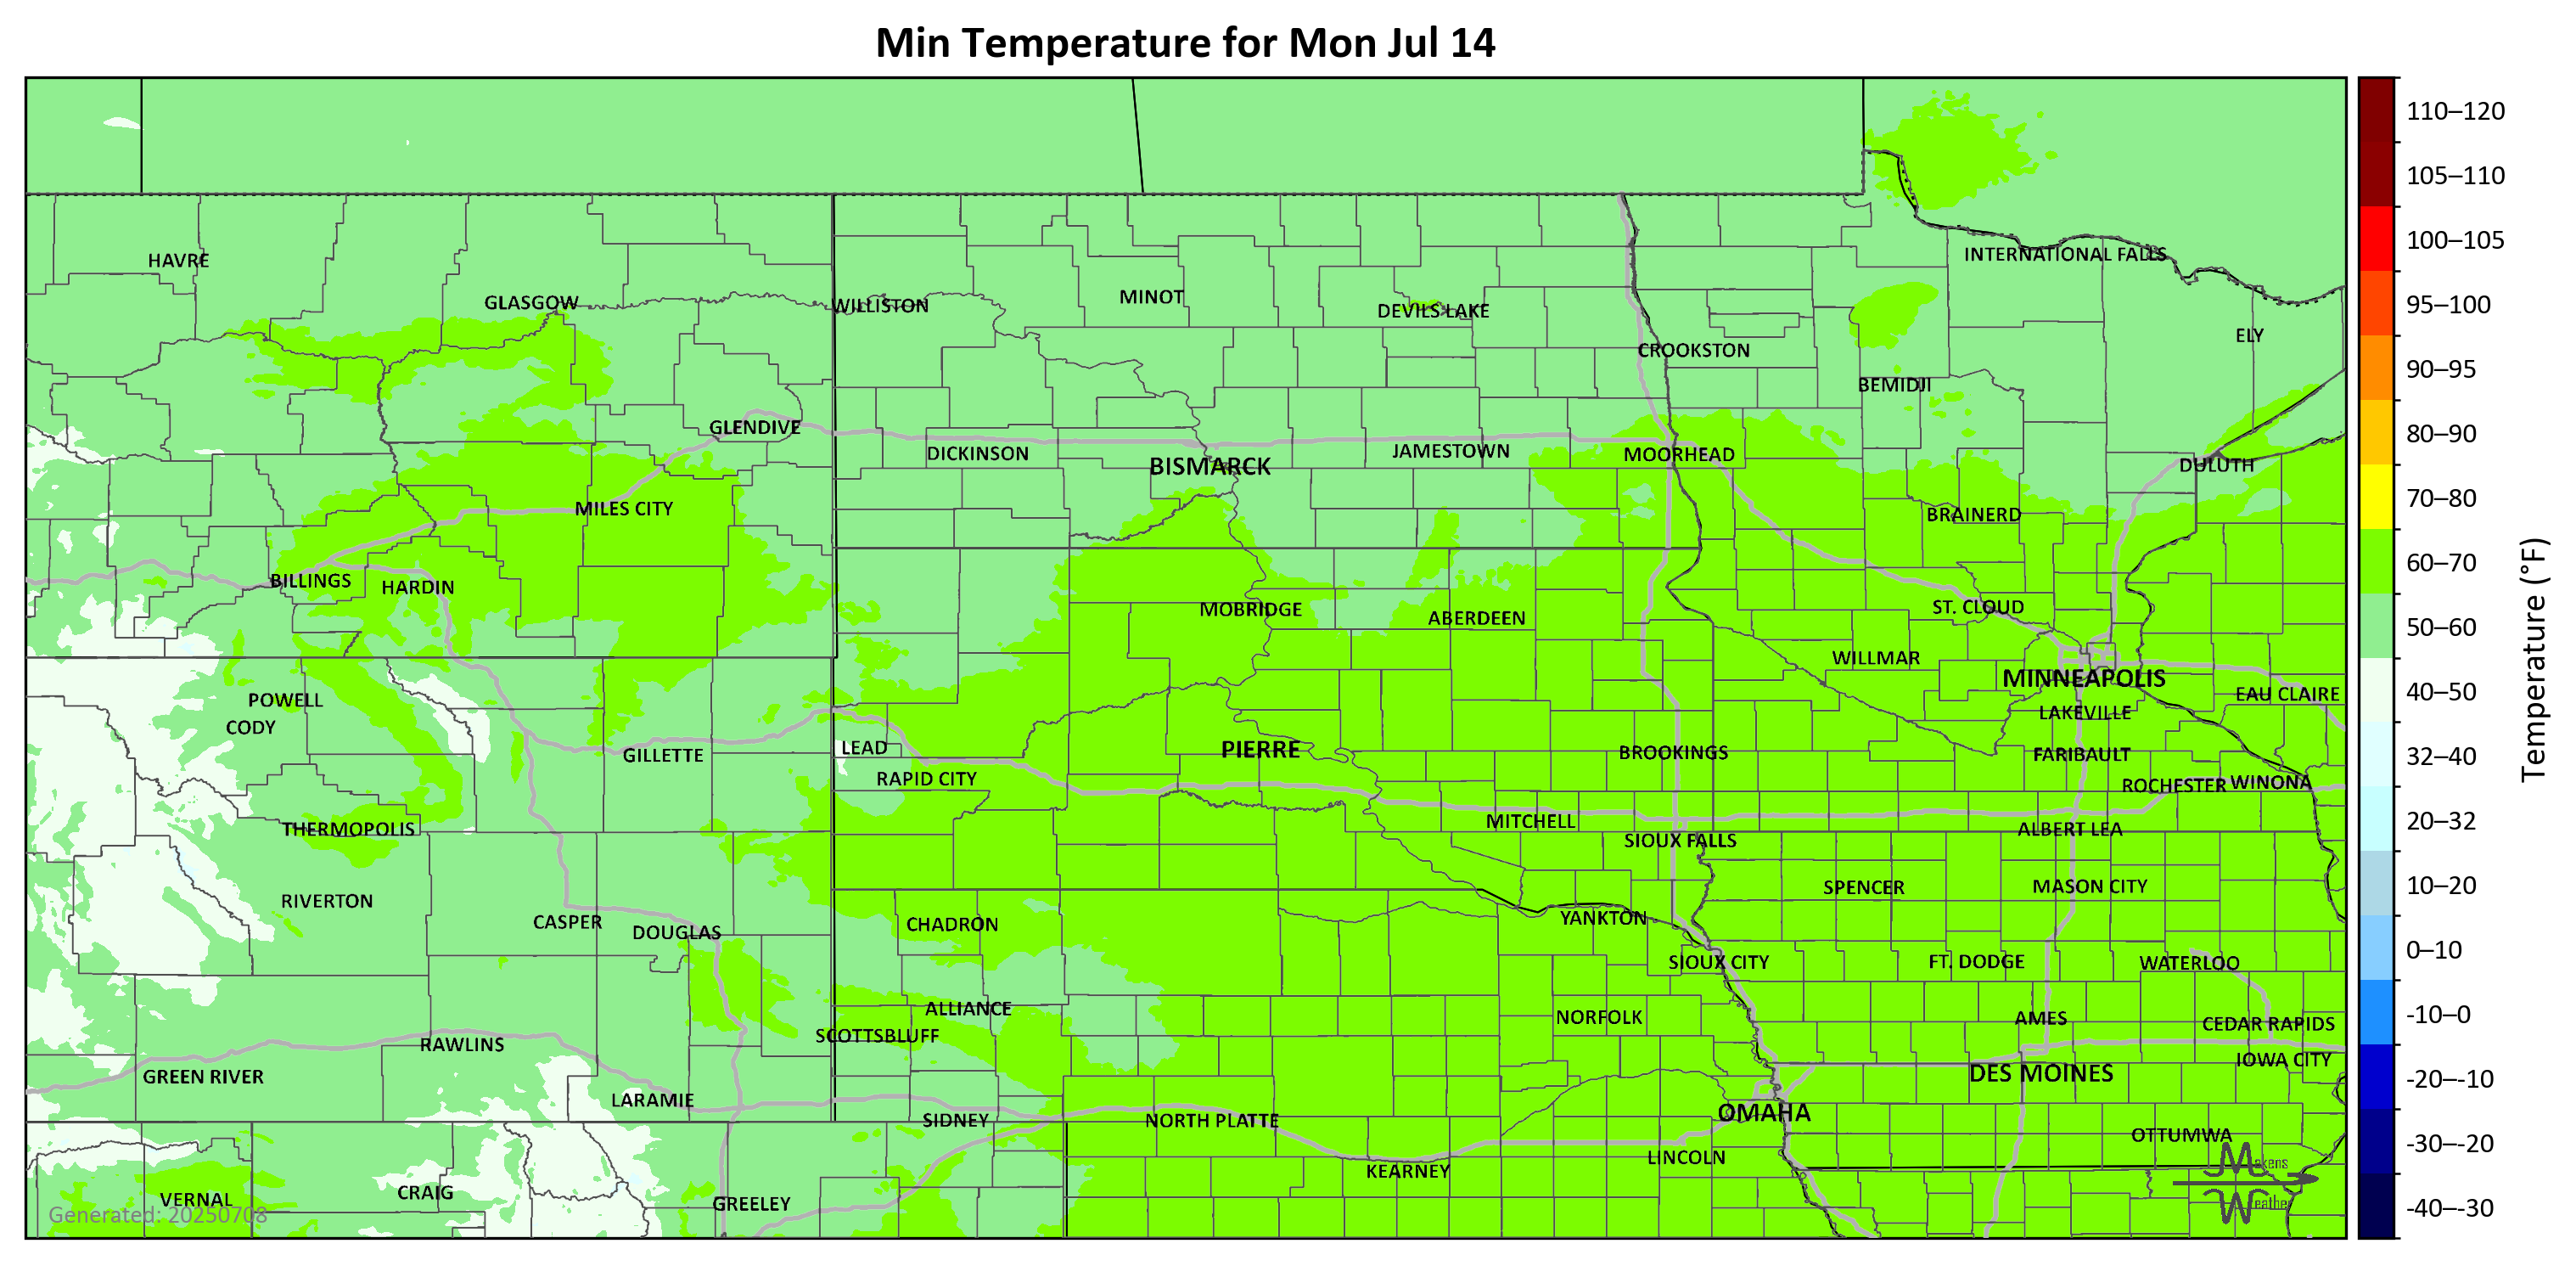 Min Temperature for Mon Jul 14
110–120
105–110
100–105
95–100
90–95
80–90
70–80
60–70
50–60
40–50
32–40
20–32
10–20
0–10
-10–0
-20–-10
-30–-20
-40–-30
Temperature (°F)
HAVRE
GLASGOW
WILLISTON
MINOT
DEVILS LAKE
CROOKSTON
INTERNATIONAL FALLS
ELY
BEMIDJI
GLENDIVE
DICKINSON
BISMARCK
JAMESTOWN
MOORHEAD
DULUTH
MILES CITY
BRAINERD
BILLINGS
HARDIN
MOBRIDGE
ABERDEEN
ST. CLOUD
WILLMAR
MINNEAPOLIS
EAU CLAIRE
LAKEVILLE
POWELL
CODY
GILLETTE
LEAD
RAPID CITY
PIERRE
BROOKINGS
FARIBAULT
ROCHESTER
WINONA
THERMOPOLIS
MITCHELL
SIOUX FALLS
ALBERT LEA
RIVERTON
CASPER
DOUGLAS
CHADRON
YANKTON
SPENCER
MASON CITY
SIOUX CITY
FT. DODGE
WATERLOO
ALLIANCE
SCOTTSBLUFF
NORFOLK
AMES
CEDAR RAPIDS
IOWA CITY
RAWLINS
GREEN RIVER
LARAMIE
SIDNEY
NORTH PLATTE
OMAHA
DES MOINES
OTTUMWA
KEARNEY
LINCOLN
VERNAL
CRAIG
GREELEY
Generated: 20250708
Makens
Weather